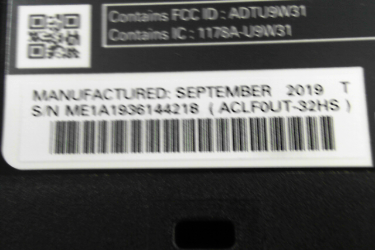 Contains FCC ID : ADTU9W31
Contains IC : 1178A-U9W31
MANUFACTURED: SEPTEMBER 2019 T
S/N ME1A1936144218 ( ACLF0UT-32HS )